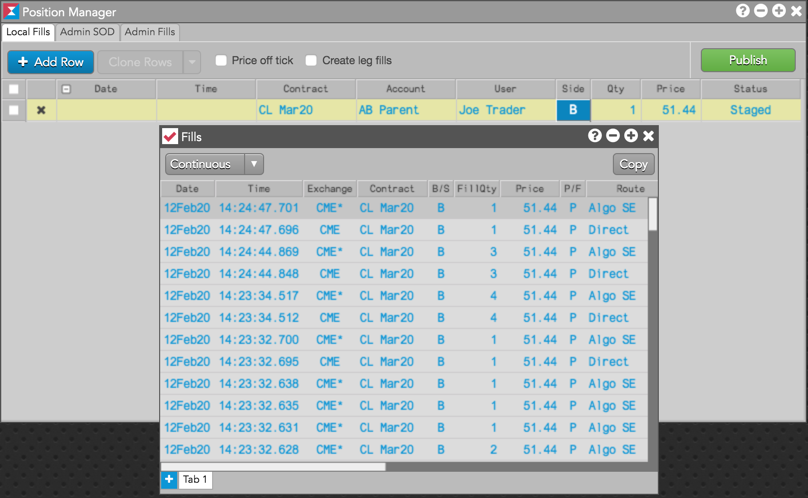 Position Manager
Local Fills Admin SOD Admin Fills
+ Add Row Clone Rows Price off tick Create leg fills Publish
Date Time Contract Account User Side Qty Price Status
CL Mar20 AB Parent Joe Trader B 1 51.44 Staged
Fills
Continuous Copy
Date Time Exchange Contract B/S FillQty Price P/F Route
12Feb20 14:24:47.701 CME* CL Mar20 B 1 51.44 P Algo SE
12Feb20 14:24:47.696 CME CL Mar20 B 1 51.44 P Direct
12Feb20 14:24:44.869 CME* CL Mar20 B 3 51.44 P Algo SE
12Feb20 14:24:44.848 CME CL Mar20 B 3 51.44 P Direct
12Feb20 14:23:34.517 CME* CL Mar20 B 4 51.44 P Algo SE
12Feb20 14:23:34.512 CME CL Mar20 B 4 51.44 P Direct
12Feb20 14:23:32.700 CME* CL Mar20 B 1 51.44 P Algo SE
12Feb20 14:23:32.695 CME CL Mar20 B 1 51.44 P Direct
12Feb20 14:23:32.638 CME* CL Mar20 B 1 51.44 P Algo SE
12Feb20 14:23:32.635 CME* CL Mar20 B 1 51.44 P Algo SE
12Feb20 14:23:32.631 CME* CL Mar20 B 1 51.44 P Algo SE
12Feb20 14:23:32.628 CME* CL Mar20 B 2 51.44 P Algo SE
+ Tab 1